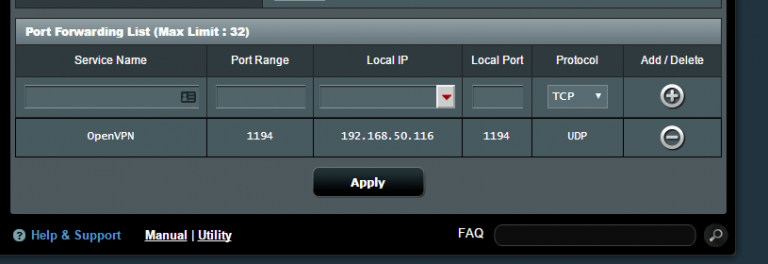 Port Forwarding List (Max Limit : 32)
Service Name Port Range Local IP Local Port Protocol Add / Delete
TCP
OpenVPN 1194 192.168.50.116 1194 UDP
Apply
Help & Support Manual | Utility FAQ